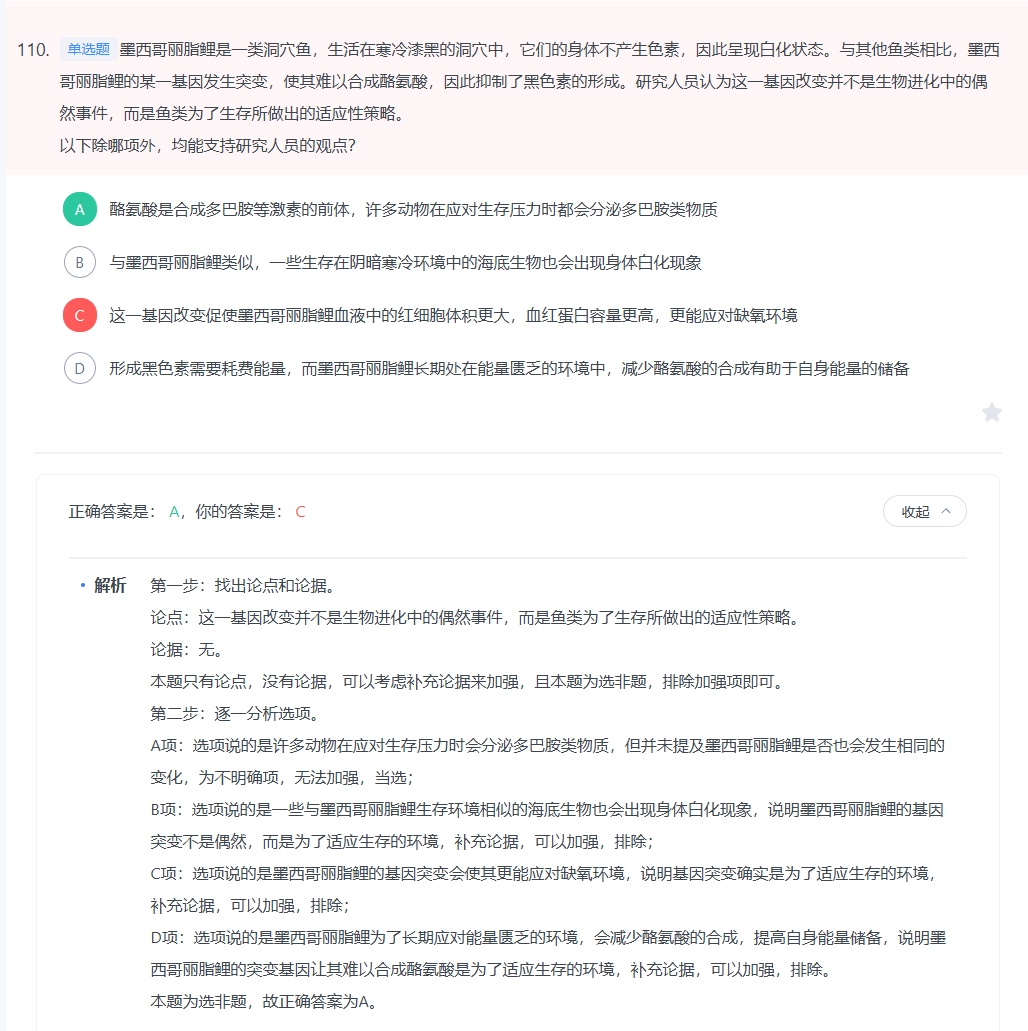 110. 单选题 墨西哥丽脂鲤是一类洞穴鱼，生活在寒冷漆黑的洞穴中，它们的身体不产生色素，因此呈现白化状态。与其他鱼类相比，墨西
哥丽脂鲤的某一基因发生突变，使其难以合成酪氨酸，因此抑制了黑色素的形成。研究人员认为这一基因改变并不是生物进化中的偶
然事件，而是鱼类为了生存所做出的适应性策略。
以下除哪项外，均能支持研究人员的观点？
A 酪氨酸是合成多巴胺等激素的前体，许多动物在应对生存压力时都会分泌多巴胺类物质
B 与墨西哥丽脂鲤类似，一些生存在阴暗寒冷环境中的海底生物也会出现身体白化现象
C 这一基因改变促使墨西哥丽脂鲤血液中的红细胞体积更大，血红蛋白容量更高，更能应对缺氧环境
D 形成黑色素需要耗费能量，而墨西哥丽脂鲤长期处在能量匮乏的环境中，减少酪氨酸的合成有助于自身能量的储备
正确答案是： A，你的答案是： C 收起
解析 第一步：找出论点和论据。
论点：这一基因改变并不是生物进化中的偶然事件，而是鱼类为了生存所做出的适应性策略。
论据：无。
本题只有论点，没有论据，可以考虑补充论据来加强，且本题为选非题，排除加强项即可。
第二步：逐一分析选项。
A项：选项说的是许多动物在应对生存压力时会分泌多巴胺类物质，但并未提及墨西哥丽脂鲤是否也会发生相同的
变化，为不明确项，无法加强，当选；
B项：选项说的是一些与墨西哥丽脂鲤生存环境相似的海底生物也会出现身体白化现象，说明墨西哥丽脂鲤的基因
突变不是偶然，而是为了适应生存的环境，补充论据，可以加强，排除；
C项：选项说的是墨西哥丽脂鲤的基因突变会使其更能应对缺氧环境，说明基因突变确实是为了适应生存的环境，
补充论据，可以加强，排除；
D项：选项说的是墨西哥丽脂鲤为了长期应对能量匮乏的环境，会减少酪氨酸的合成，提高自身能量储备，说明墨
西哥丽脂鲤的突变基因让其难以合成酪氨酸是为了适应生存的环境，补充论据，可以加强，排除。
本题为选非题，故正确答案为A。